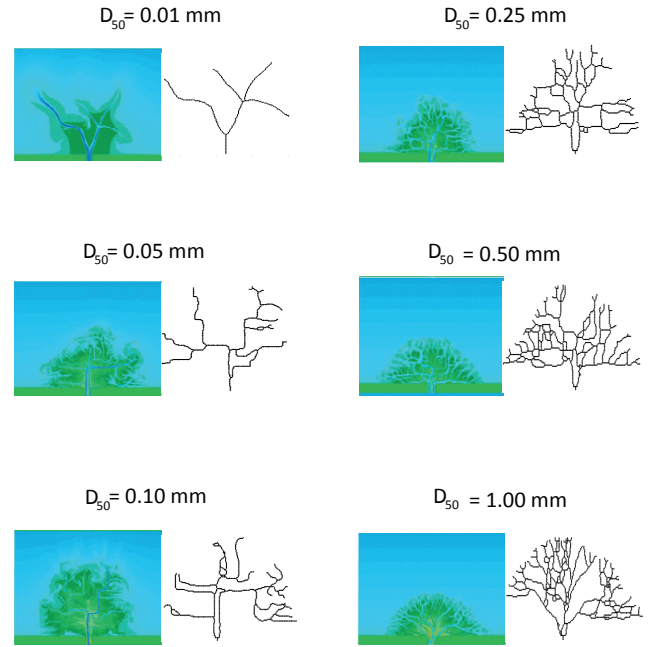 D50 = 0.01 mm
D50 = 0.25 mm
D50 = 0.05 mm
D50 = 0.50 mm
D50 = 0.10 mm
D50 = 1.00 mm